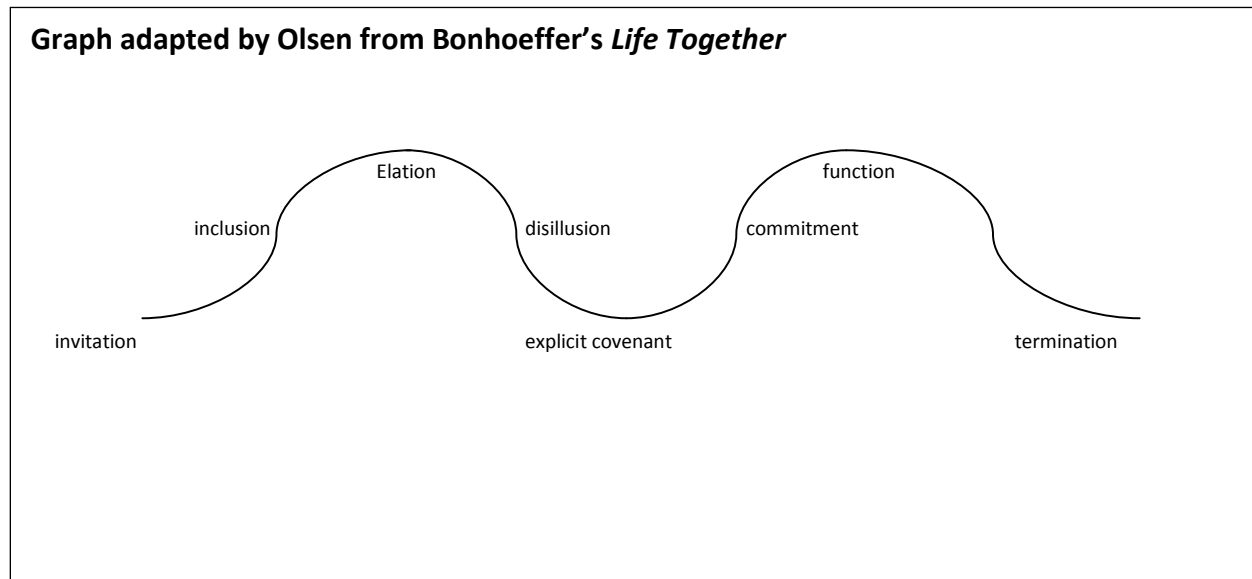 Graph adapted by Olsen from Bonhoeffer’s Life Together
Elation
function
inclusion
disillusion
commitment
invitation
explicit covenant
termination